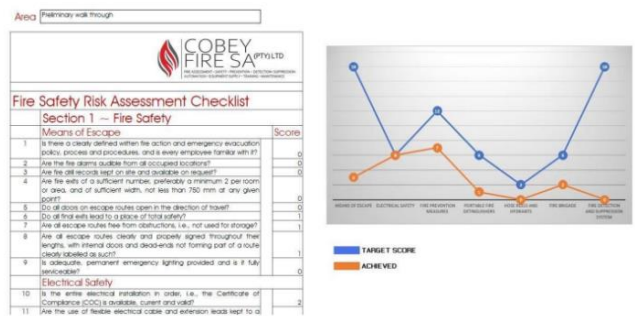 Area
Preliminary walk through
COBEY
FIRE SA (PTY) LTD
Fire Safety Risk Assessment Checklist
Section 1 ~ Fire Safety
Means of Escape Score
1 Is there a clearly defined written fire action and emergency evacuation
policy, process and procedures, and is every employee familiar with it? 0
2 Are the fire alarms audible from all occupied locations? 0
3 Are fire drill records kept on site and available on request? 0
4 Are fire exits of a sufficient number, preferably a minimum 2 per room
or area, and of sufficient width, not less than 750 mm at any given
point? 0
5 Do all doors on escape routes open in the direction of travel? 0
6 Do all final exits lead to a place of total safety? 1
7 Are all escape routes free from obstructions, i.e., not used for storage? 1
8 Are all escape routes clearly and properly signed throughout their
lengths, with internal doors and dead-ends not forming part of a route
clearly labelled as such? 1
9 Is adequate, permanent emergency lighting provided and is it fully
serviceable? 0
Electrical Safety
10 Is the entire electrical installation in order, i.e., the Certificate of
Compliance (COC) is available, current and valid? 2
11 Are the use of flexible electrical cable and extension leads kept to a
MEANS OF ESCAPE
ELECTRICAL SAFETY
FIRE PREVENTION
MEASURES
PORTABLE FIRE
EXTINGUISHERS
HOSE REELS AND
HYDRANTS
FIRE BRIGADE
FIRE DETECTION
AND SUPPRESSION
SYSTEM
TARGET SCORE
ACHIEVED